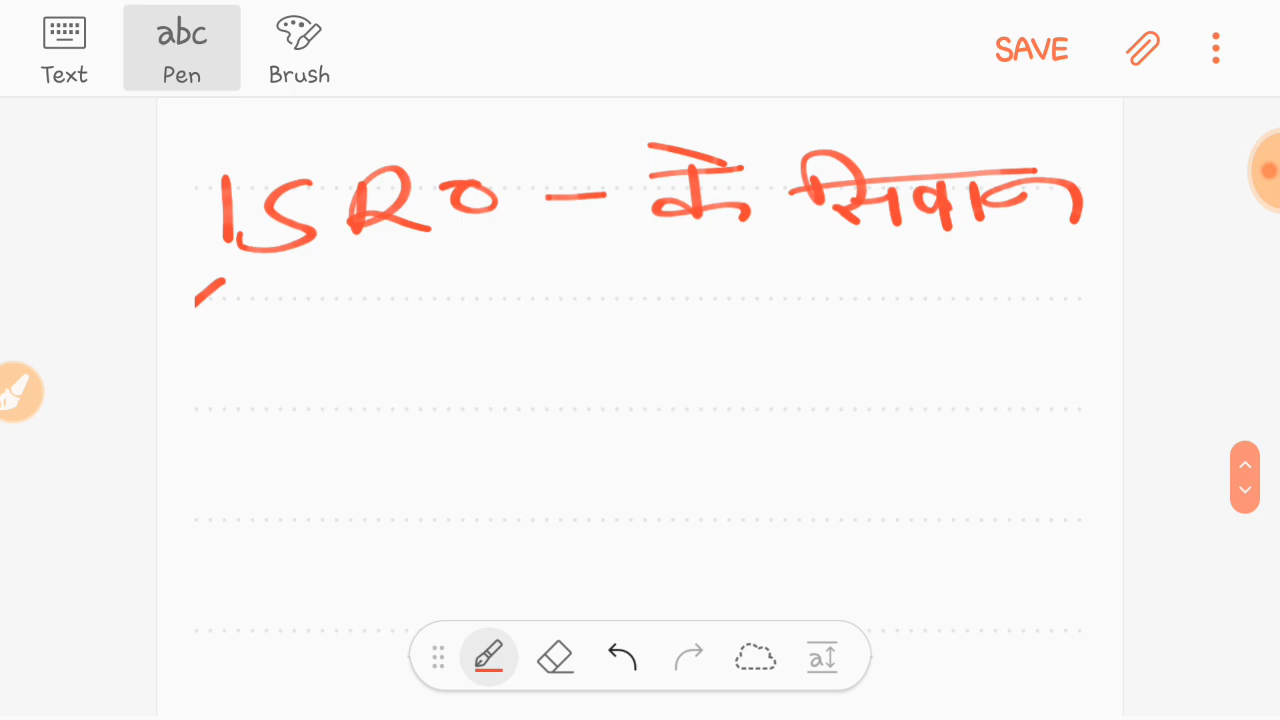 Text
abc
Pen
Brush
SAVE
ISRO - के
a